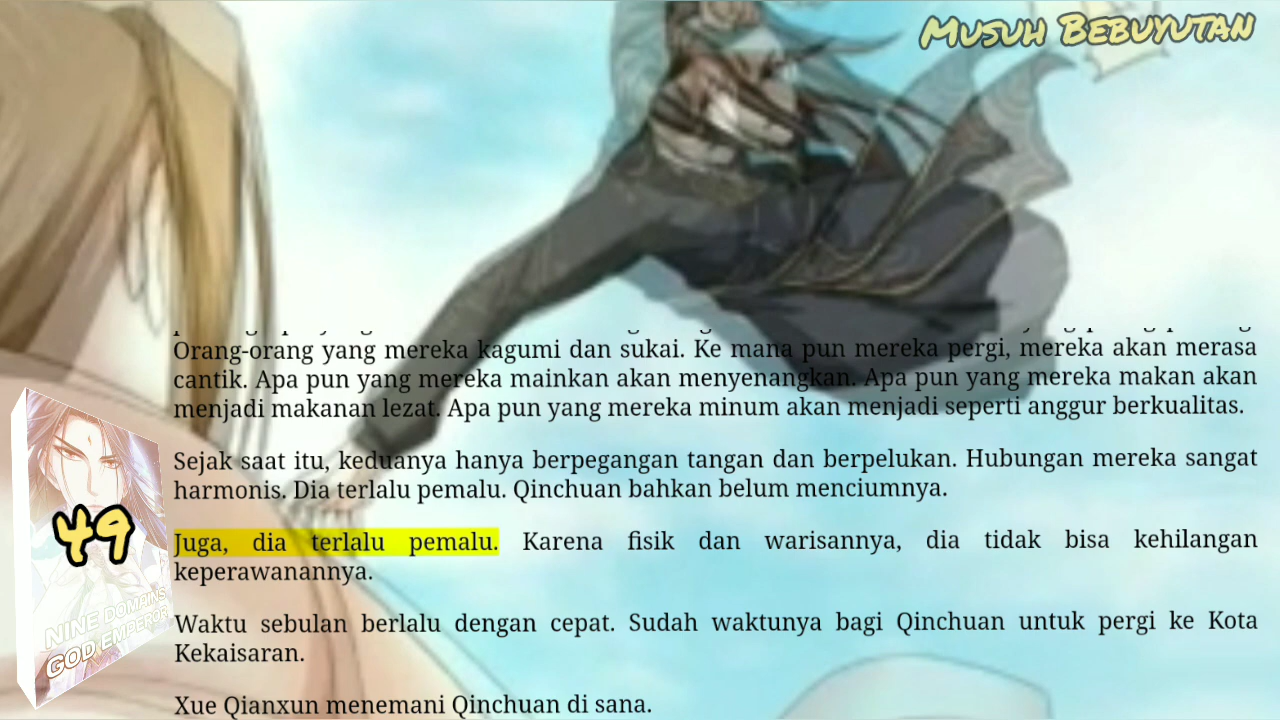 Musuh Bebuyutan
Orang-orang yang mereka kagumi dan sukai. Ke mana pun mereka pergi, mereka akan merasa
cantik. Apa pun yang mereka mainkan akan menyenangkan. Apa pun yang mereka makan akan
menjadi makanan lezat. Apa pun yang mereka minum akan menjadi seperti anggur berkualitas.
Sejak saat itu, keduanya hanya berpegangan tangan dan berpelukan. Hubungan mereka sangat
harmonis. Dia terlalu pemalu. Qinchuan bahkan belum menciumnya.
Juga, dia terlalu pemalu. Karena fisik dan warisannya, dia tidak bisa kehilangan
keperawanannya.
Waktu sebulan berlalu dengan cepat. Sudah waktunya bagi Qinchuan untuk pergi ke Kota
Kekaisaran.
Xue Qianxun menemani Qinchuan di sana.
49
NINE DOMAINS
GOD EMPEROR